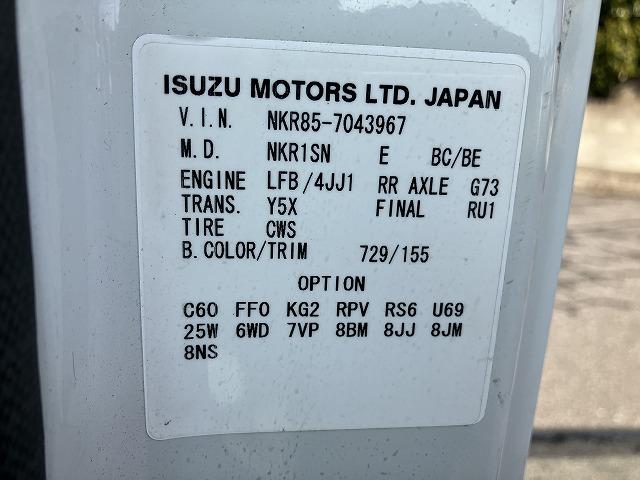 ISUZU MOTORS LTD. JAPAN
V.I.N. NKR85-7043967
M.D. NKR1SN E BC/BE
ENGINE LFB/4JJ1 RR AXLE G73
TRANS. Y5X FINAL RU1
TIRE CWS
B.COLOR/TRIM 729/155
OPTION
C60 FF0 KG2 RPV RS6 U69
25W 6WD 7VP 8BM 8JJ 8JM
8NS